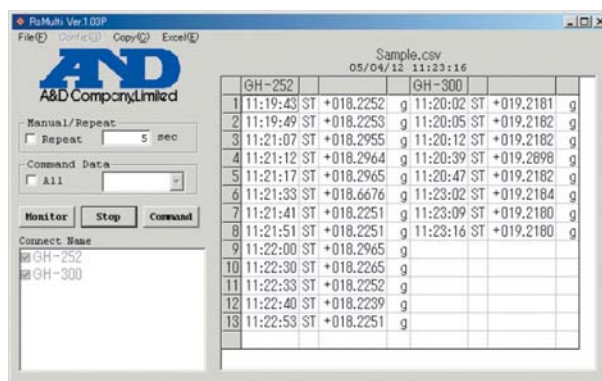 RsMulti Ver.1.03P
File(F) Config(G) Copy(C) Excel(E)
AND
A&D Company,Limited
Manual/Repeat
Repeat 5 sec
Command Data
All
Monitor Stop Command
Connect Name
GH-252
GH-300
Sample.csv
05/04/12 11:23:16
GH-252 GH-300
1 11:19:43 ST +018.2252 g 11:20:02 ST +019.2181 g
2 11:19:49 ST +018.2253 g 11:20:05 ST +019.2182 g
3 11:21:07 ST +018.2955 g 11:20:12 ST +019.2182 g
4 11:21:12 ST +018.2964 g 11:20:39 ST +019.2898 g
5 11:21:17 ST +018.2965 g 11:20:47 ST +019.2182 g
6 11:21:33 ST +018.6676 g 11:23:02 ST +019.2184 g
7 11:21:41 ST +018.2251 g 11:23:09 ST +019.2180 g
8 11:21:51 ST +018.2251 g 11:23:16 ST +019.2180 g
9 11:22:00 ST +018.2965 g
10 11:22:30 ST +018.2265 g
11 11:22:33 ST +018.2252 g
12 11:22:40 ST +018.2239 g
13 11:22:53 ST +018.2251 g